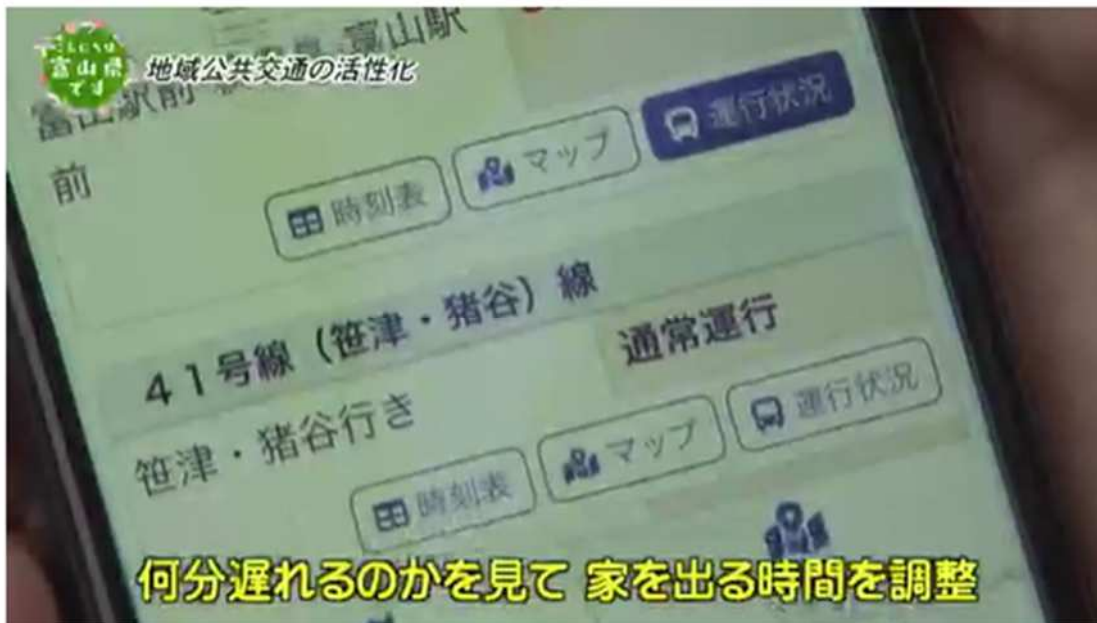 こんにちは
富山県
です
地域公共交通の活性化
富山駅
富山駅前
前
時刻表
マップ
運行状況
41号線（笹津・猪谷）線
通常運行
笹津・猪谷行き
時刻表
マップ
運行状況
何分遅れるのかを見て 家を出る時間を調整